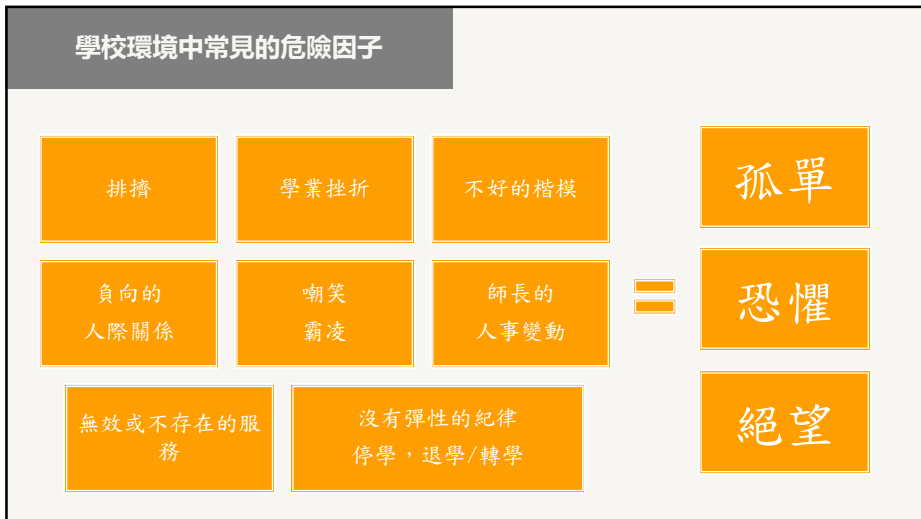 學校環境中常見的危險因子
排擠
學業挫折
不好的楷模
負向的
人際關係
嘲笑
霸凌
師長的
人事變動
無效或不存在的服
務
沒有彈性的紀律
停學，退學/轉學
=
孤單
恐懼
絕望